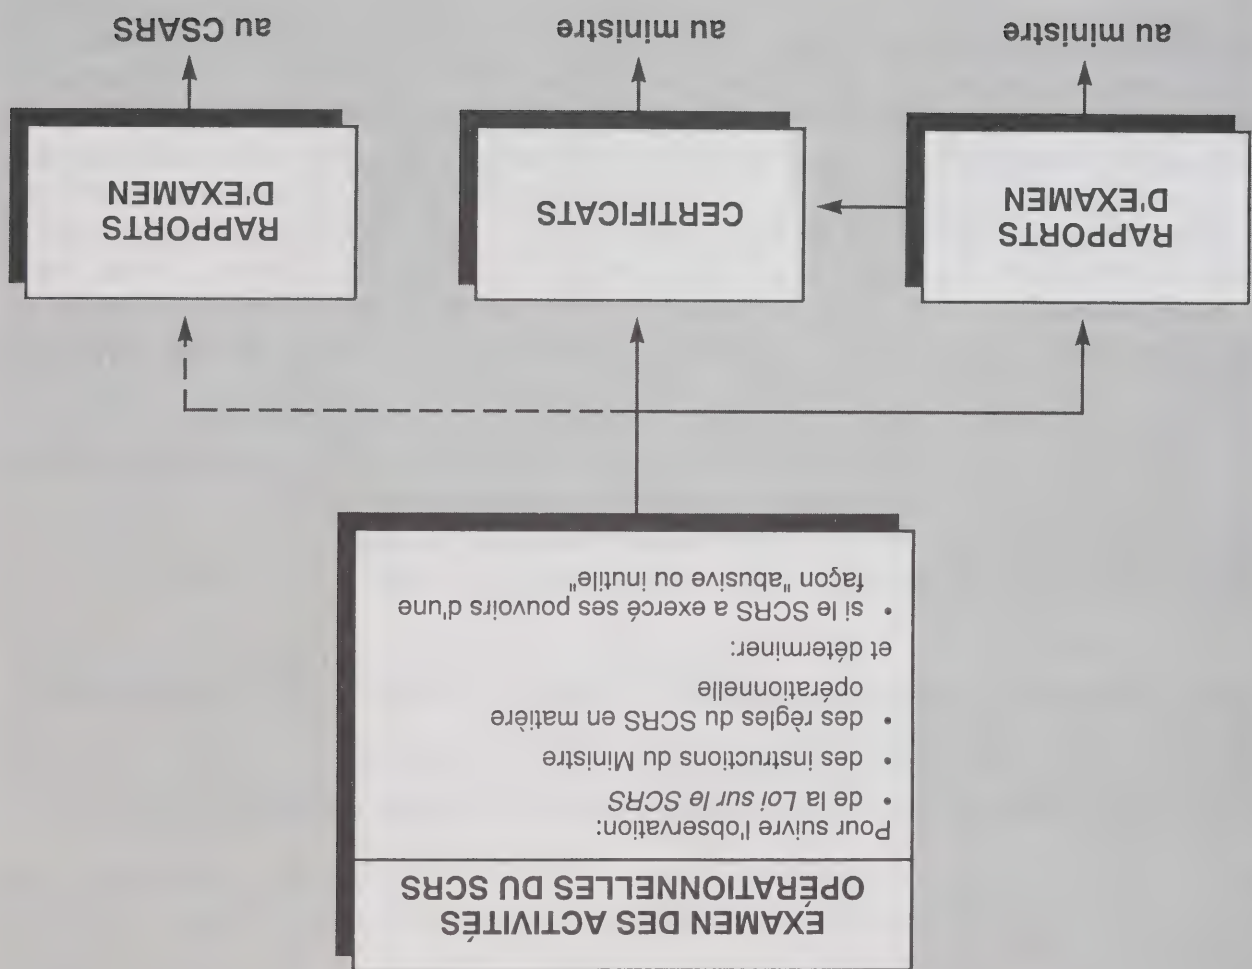 EXAMEN DES ACTIVITÉS
OPÉRATIONNELLES DU SCRS
Pour suivre l'observation:
• de la Loi sur le SCRS
• des instructions du Ministre
• des règles du SCRS en matière
opérationnelle
et déterminer:
• si le SCRS a exercé ses pouvoirs d'une
façon "abusive ou inutile"
RAPPORTS
D'EXAMEN
au ministre
CERTIFICATS
au ministre
RAPPORTS
D'EXAMEN
au CSARS